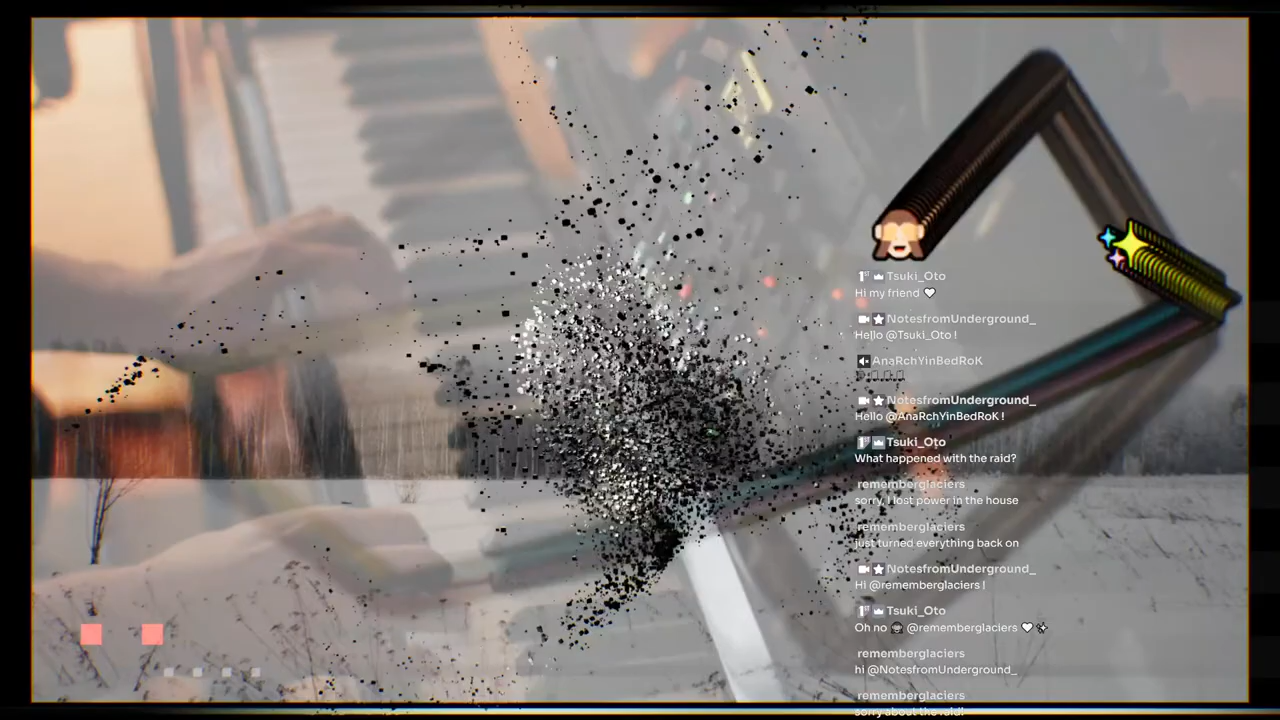 Tsuki_Oto
Hi my friend
NotesfromUnderground_
Hello @Tsuki_Oto !
AnaRchYinBedRoK
NotesfromUnderground_
Hello @AnaRchYinBedRoK !
Tsuki_Oto
What happened with the raid?
rememberglaciers
sorry, I lost power in the house
rememberglaciers
just turned everything back on
NotesfromUnderground_
Hi @rememberglaciers !
Tsuki_Oto
Oh no @rememberglaciers
rememberglaciers
hi @NotesfromUnderground_
rememberglaciers
sorry about the raid!